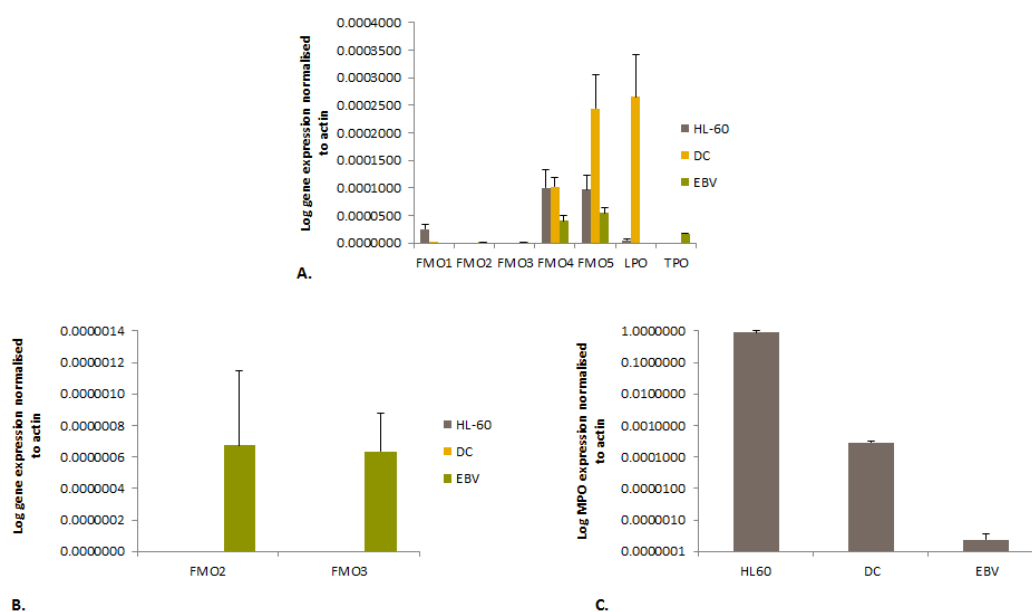 Log gene expression normalised
to actin
0.0004000
0.0003500
0.0003000
0.0002500
0.0002000
0.0001500
0.0001000
0.0000500
0.0000000
FMO1 FMO2 FMO3 FMO4 FMO5 LPO TPO
HL-60
DC
EBV
A.
Log gene expression normalised
to actin
0.0000014
0.0000012
0.0000010
0.0000008
0.0000006
0.0000004
0.0000002
0.0000000
FMO2 FMO3
HL-60
DC
EBV
B.
Log MPO expression normalised
to actin
1.0000000
0.1000000
0.0100000
0.0010000
0.0001000
0.0000100
0.0000010
0.0000001
HL60 DC EBV
C.